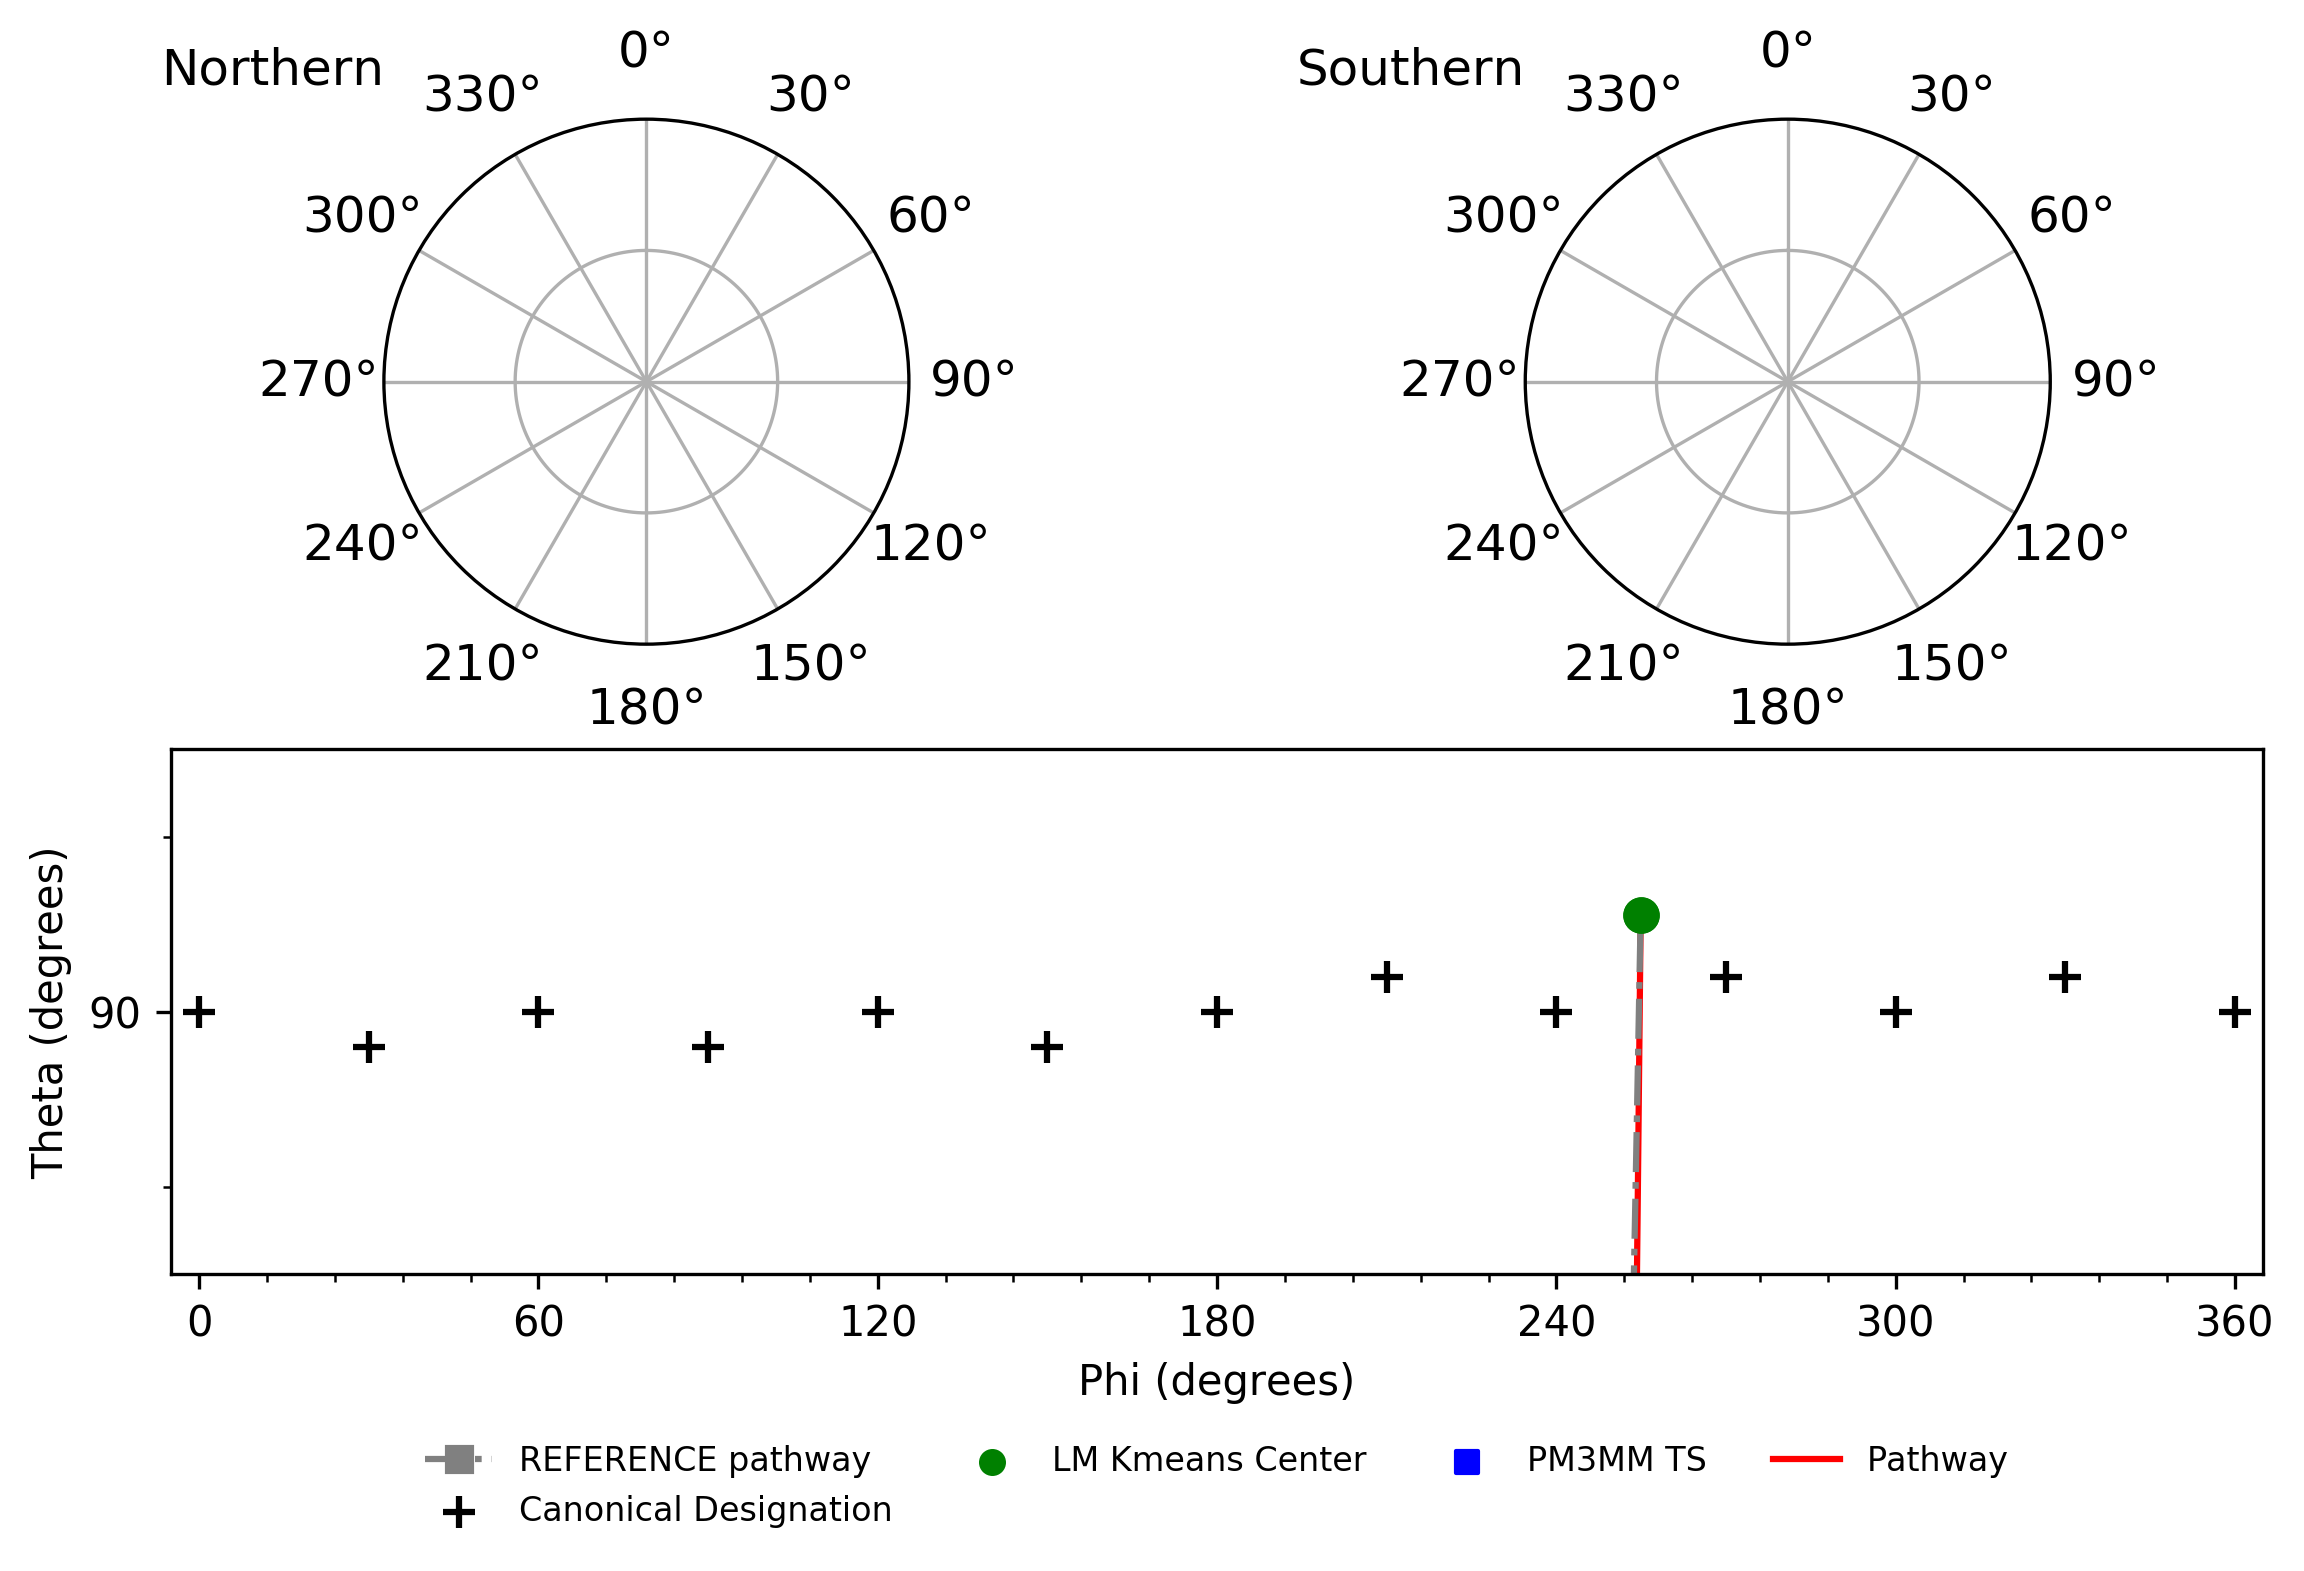 Northern
0°
30°
60°
90°
120°
150°
180°
210°
240°
270°
300°
330°
Southern
0°
30°
60°
90°
120°
150°
180°
210°
240°
270°
300°
330°
Theta (degrees)
90
0 60 120 180 240 300 360
Phi (degrees)
REFERENCE pathway
Canonical Designation
LM Kmeans Center
PM3MM TS
Pathway